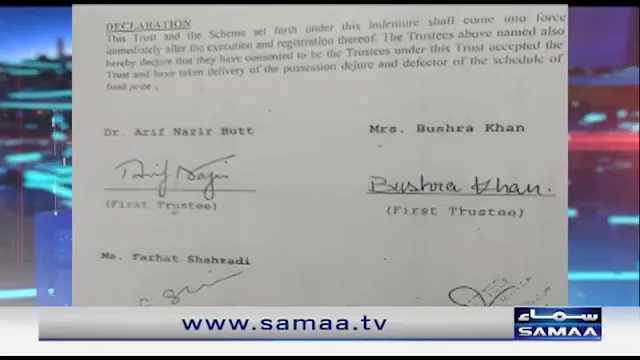 DECLARATION
This Trust and the Scheme set forth under this indenture shall come into force
immediately after the execution and registration thereof. The Trustees above named also
hereby declare that they have consented to be the Trustees under this Trust accepted the
Trust and have taken delivery of the possession dejure and defector of the schedule of
fund
Dr. Arif Nazir Butt
Mrs. Bushra Khan
Bushra Khan.
(First Trustee)
(First Trustee)
Ms. Farhat Shahzadi
www.samaa.tv
سماء
SAMAA